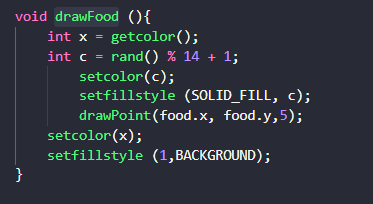 void drawFood (){
    int x = getcolor();
    int c = rand() % 14 + 1;
        setcolor(c);
        setfillstyle (SOLID_FILL, c);
        drawPoint(food.x, food.y,5);
    setcolor(x);
    setfillstyle (1,BACKGROUND);
}